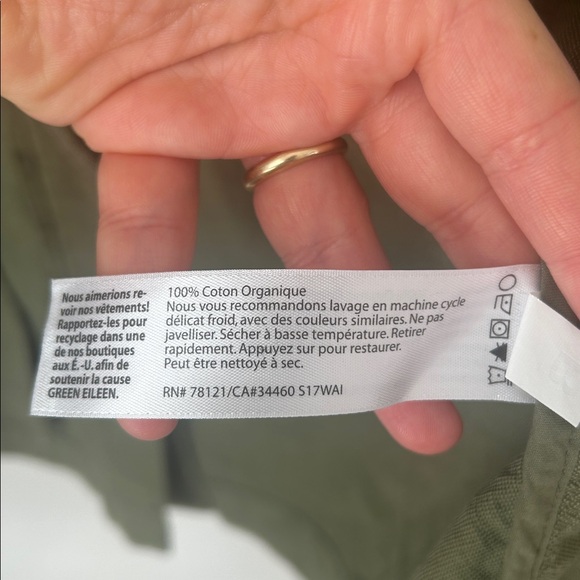 Nous aimerions re-
voir nos vêtements!
Rapportez-les pour
recyclage dans une
de nos boutiques
aux É.-U. afin de
soutenir la cause
GREEN EILEEN.
100% Coton Organique
Nous vous recommandons lavage en machine cycle
délicat froid, avec des couleurs similaires. Ne pas
javelliser. Sécher à basse température. Retirer
rapidement. Appuyez sur pour restaurer.
Peut être nettoyé à sec.
RN# 78121/CA#34460 S17WAI